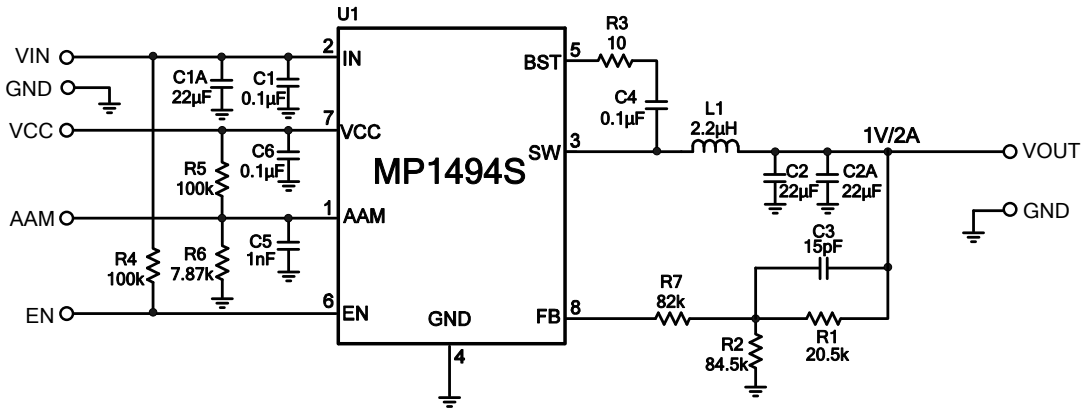 U1
VIN
GND
VCC
AAM
EN
C1A
22µF
C1
0.1µF
R5
100k
C6
0.1µF
R4
100k
R6
7.87k
C5
1nF
2
7
1
6
IN
VCC
AAM
EN
MP1494S
GND
4
BST
SW
FB
5
3
8
R3
10
C4
0.1µF
L1
2.2µH
1V/2A
VOUT
GND
C2
22µF
C2A
22µF
C3
15pF
R7
82k
R2
84.5k
R1
20.5k